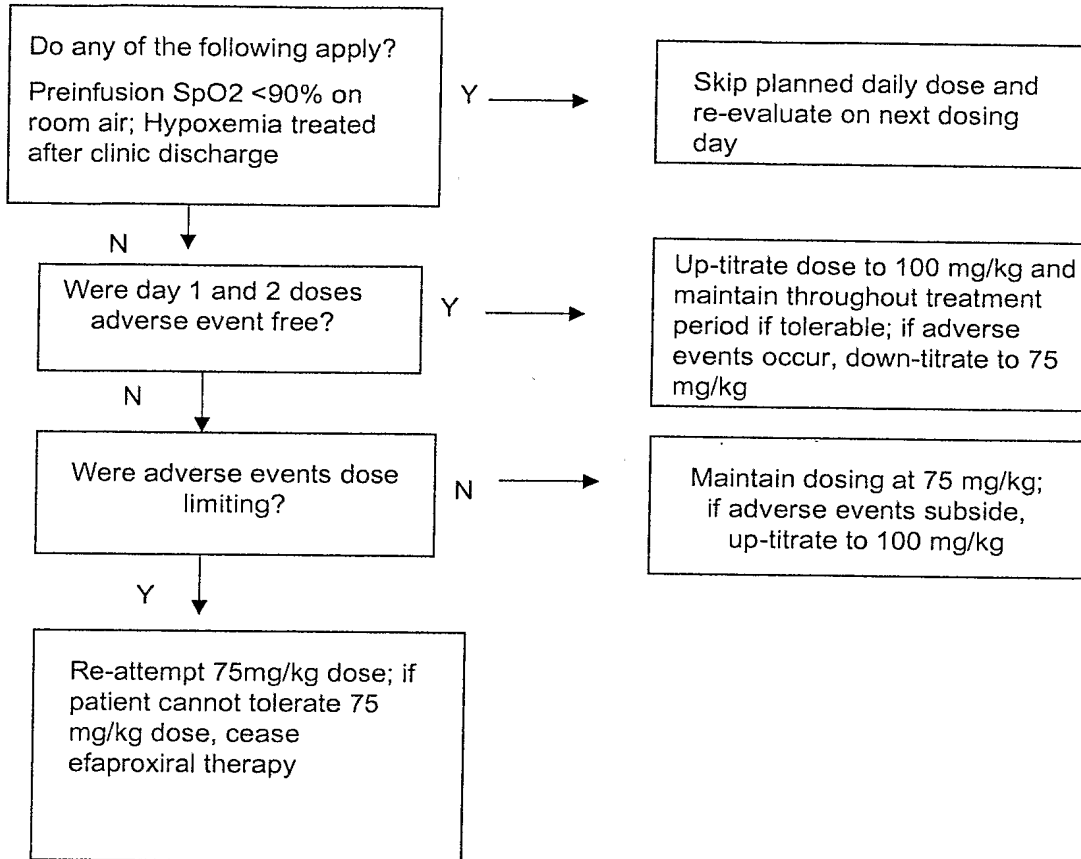 Do any of the following apply?
Preinfusion SpO2 <90% on
room air; Hypoxemia treated
after clinic discharge
Y
Skip planned daily dose and
re-evaluate on next dosing
day
N
Were day 1 and 2 doses
adverse event free?
Y
Up-titrate dose to 100 mg/kg and
maintain throughout treatment
period if tolerable; if adverse
events occur, down-titrate to 75
mg/kg
N
Were adverse events dose
limiting?
N
Maintain dosing at 75 mg/kg;
if adverse events subside,
up-titrate to 100 mg/kg
Y
Re-attempt 75mg/kg dose; if
patient cannot tolerate 75
mg/kg dose, cease
efaproxiral therapy